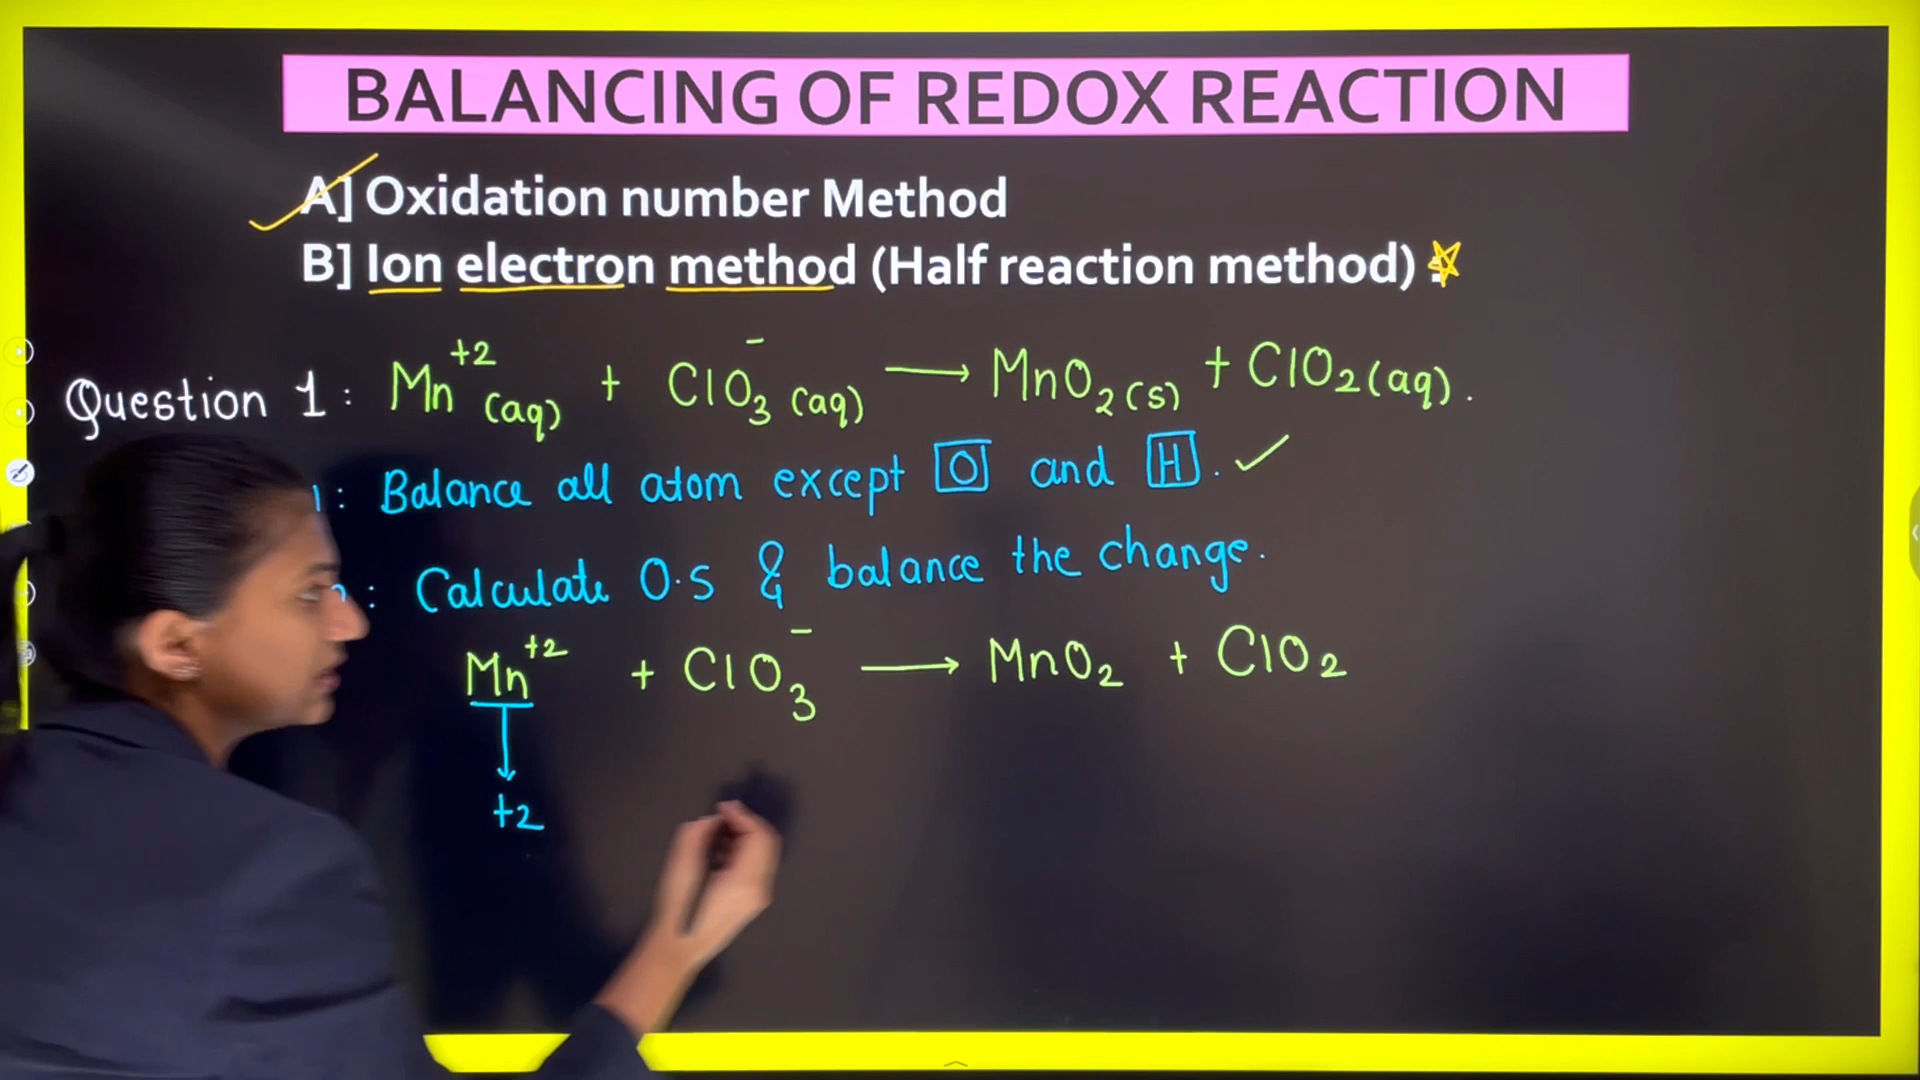 BALANCING OF REDOX REACTION
A] Oxidation number Method
B] Ion electron method (Half reaction method) :
Question 1 : Mn⁺²(aq) + ClO₃⁻(aq) ⟶ MnO₂(s) + ClO₂(aq).
: Balance all atom except O and H.
: Calculate O.S & balance the change.
Mn⁺² + ClO₃⁻ ⟶ MnO₂ + ClO₂
+2